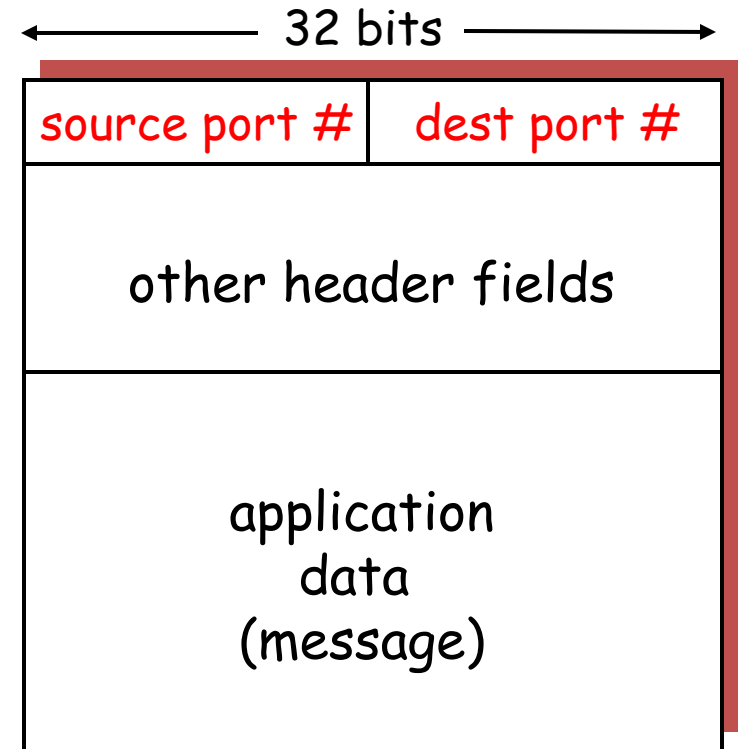 32 bits
source port # dest port #
other header fields
application
data
(message)